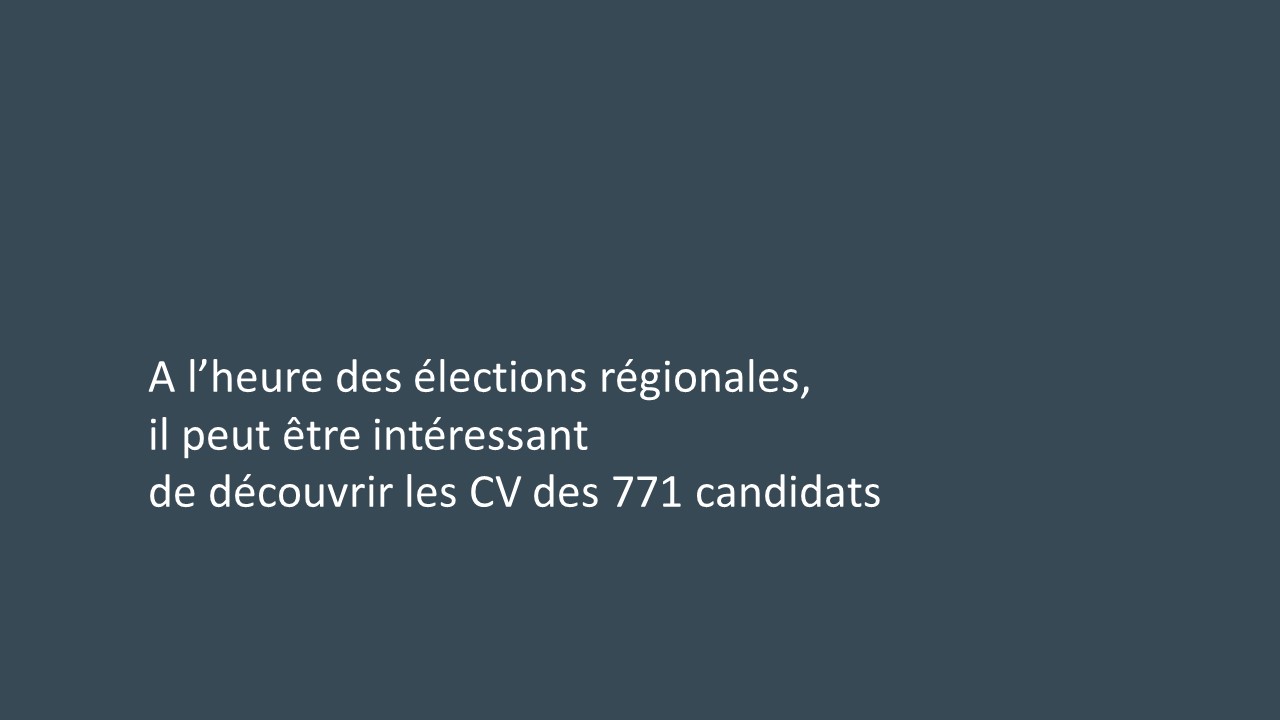 A l’heure des élections régionales,
il peut être intéressant
de découvrir les CV des 771 candidats